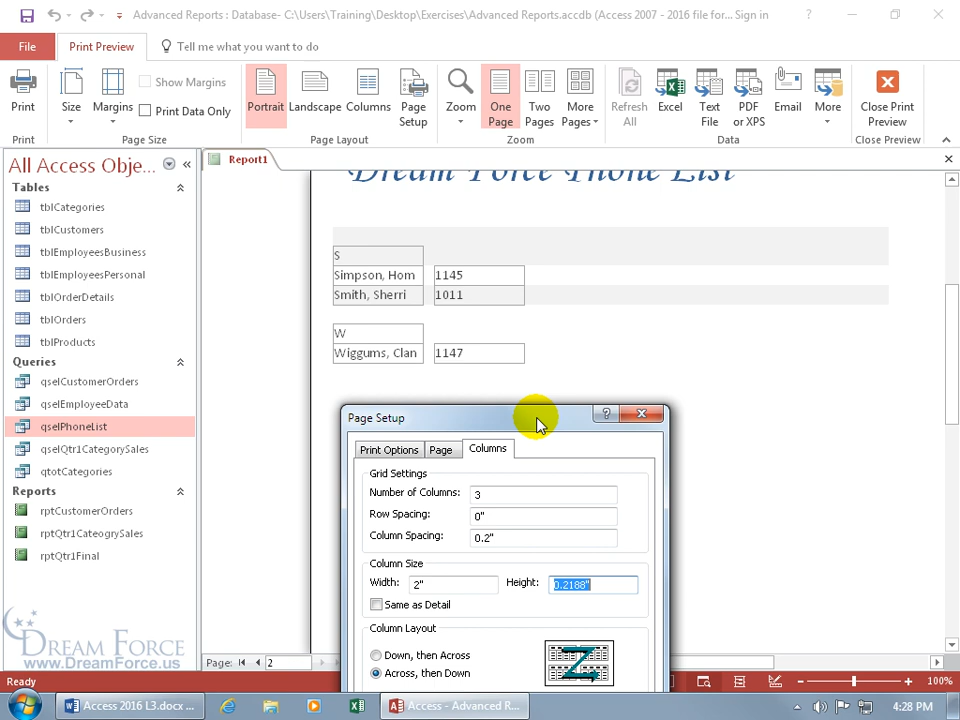 Advanced Reports : Database- C:\Users\Training\Desktop\Exercises\Advanced Reports.accdb (Access 2007 - 2016 file for... Sign in
File
Print Preview
Tell me what you want to do
Print
Size
Margins
Show Margins
Print Data Only
Portrait
Landscape
Columns
Page Setup
Zoom
One Page
Two Pages
More Pages
Refresh All
Excel
Text File
PDF or XPS
Email
More
Close Print Preview
Print
Page Size
Page Layout
Zoom
Data
Close Preview
All Access Obje...
Report1
Tables
tblCategories
tblCustomers
tblEmployeesBusiness
tblEmployeesPersonal
tblOrderDetails
tblOrders
tblProducts
Queries
qselCustomerOrders
qselEmployeeData
qselPhoneList
qselQtr1CategorySales
qtotCategories
Reports
rptCustomerOrders
rptQtr1CateogrySales
rptQtr1Final
DREAM FORCE
www.DreamForce.us
Dream Force Phone List
S
Simpson, Hom 1145
Smith, Sherri 1011
W
Wiggums, Clan 1147
Page Setup
Print Options
Page
Columns
Grid Settings
Number of Columns: 3
Row Spacing: 0"
Column Spacing: 0.2"
Column Size
Width: 2" Height: 0.2188"
Same as Detail
Column Layout
Down, then Across
Across, then Down
Page: 2
Ready
100%
Access 2016 L3.docx ...
Access - Advanced R...
4:28 PM